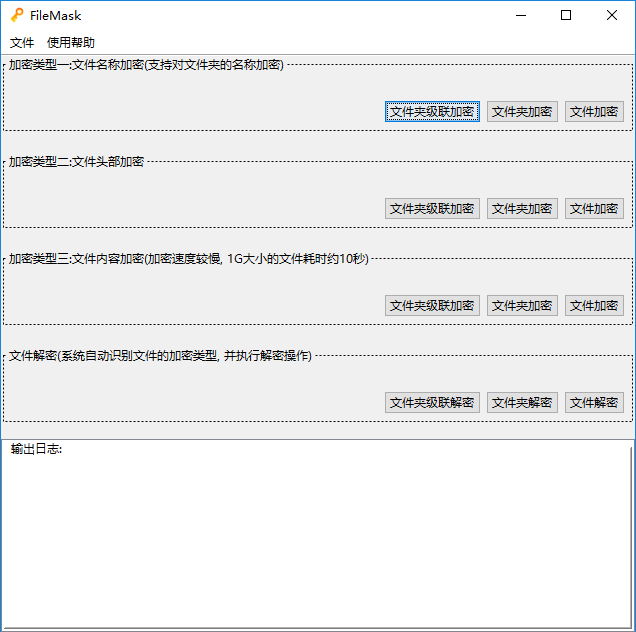 FileMask
文件 使用帮助
加密类型一:文件名称加密(支持对文件夹的名称加密)
文件夹级联加密 文件夹加密 文件加密
加密类型二:文件头部加密
文件夹级联加密 文件夹加密 文件加密
加密类型三:文件内容加密(加密速度较慢, 1G大小的文件耗时约10秒)
文件夹级联加密 文件夹加密 文件加密
文件解密(系统自动识别文件的加密类型, 并执行解密操作)
文件夹级联解密 文件夹解密 文件解密
输出日志: